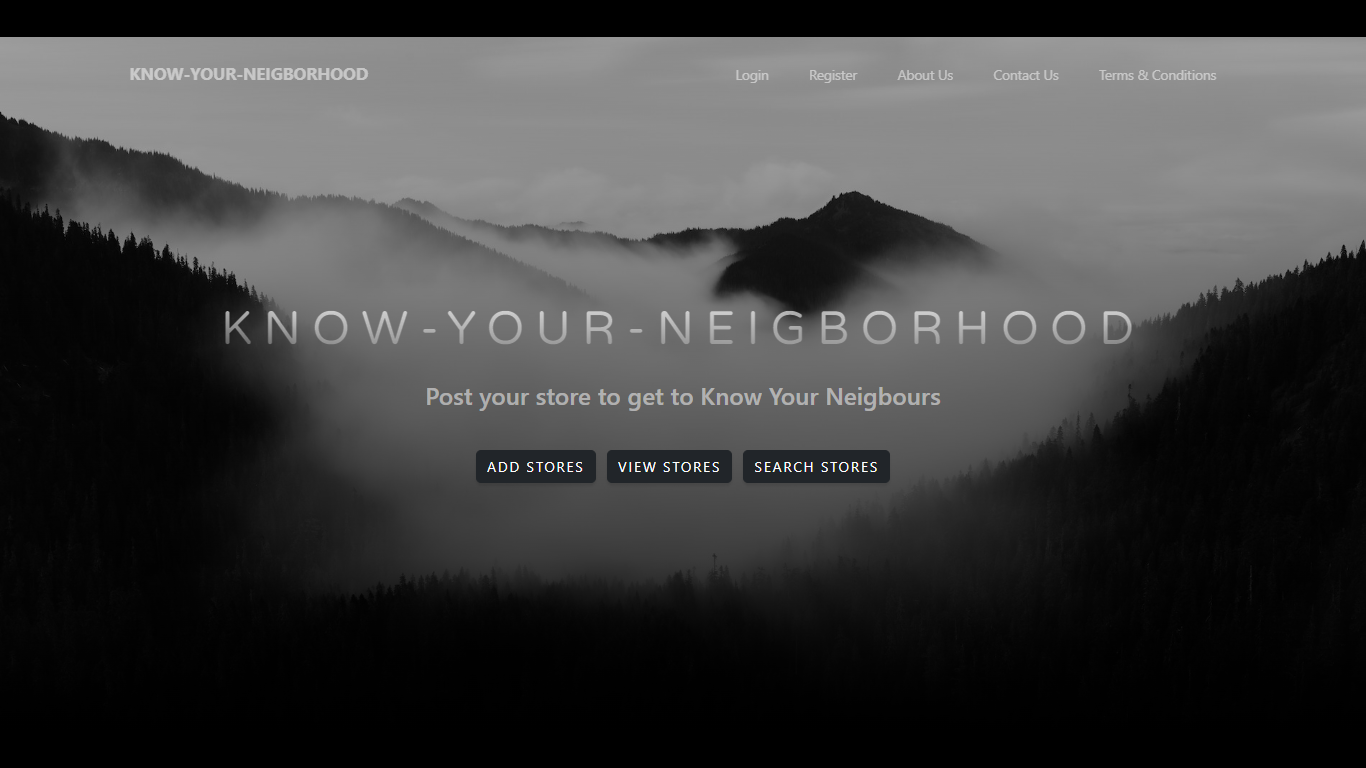 KNOW-YOUR-NEIGBORHOOD Login Register About Us Contact Us Terms & Conditions
KNOW-YOUR-NEIGBORHOOD
Post your store to get to Know Your Neigbours
ADD STORES VIEW STORES SEARCH STORES